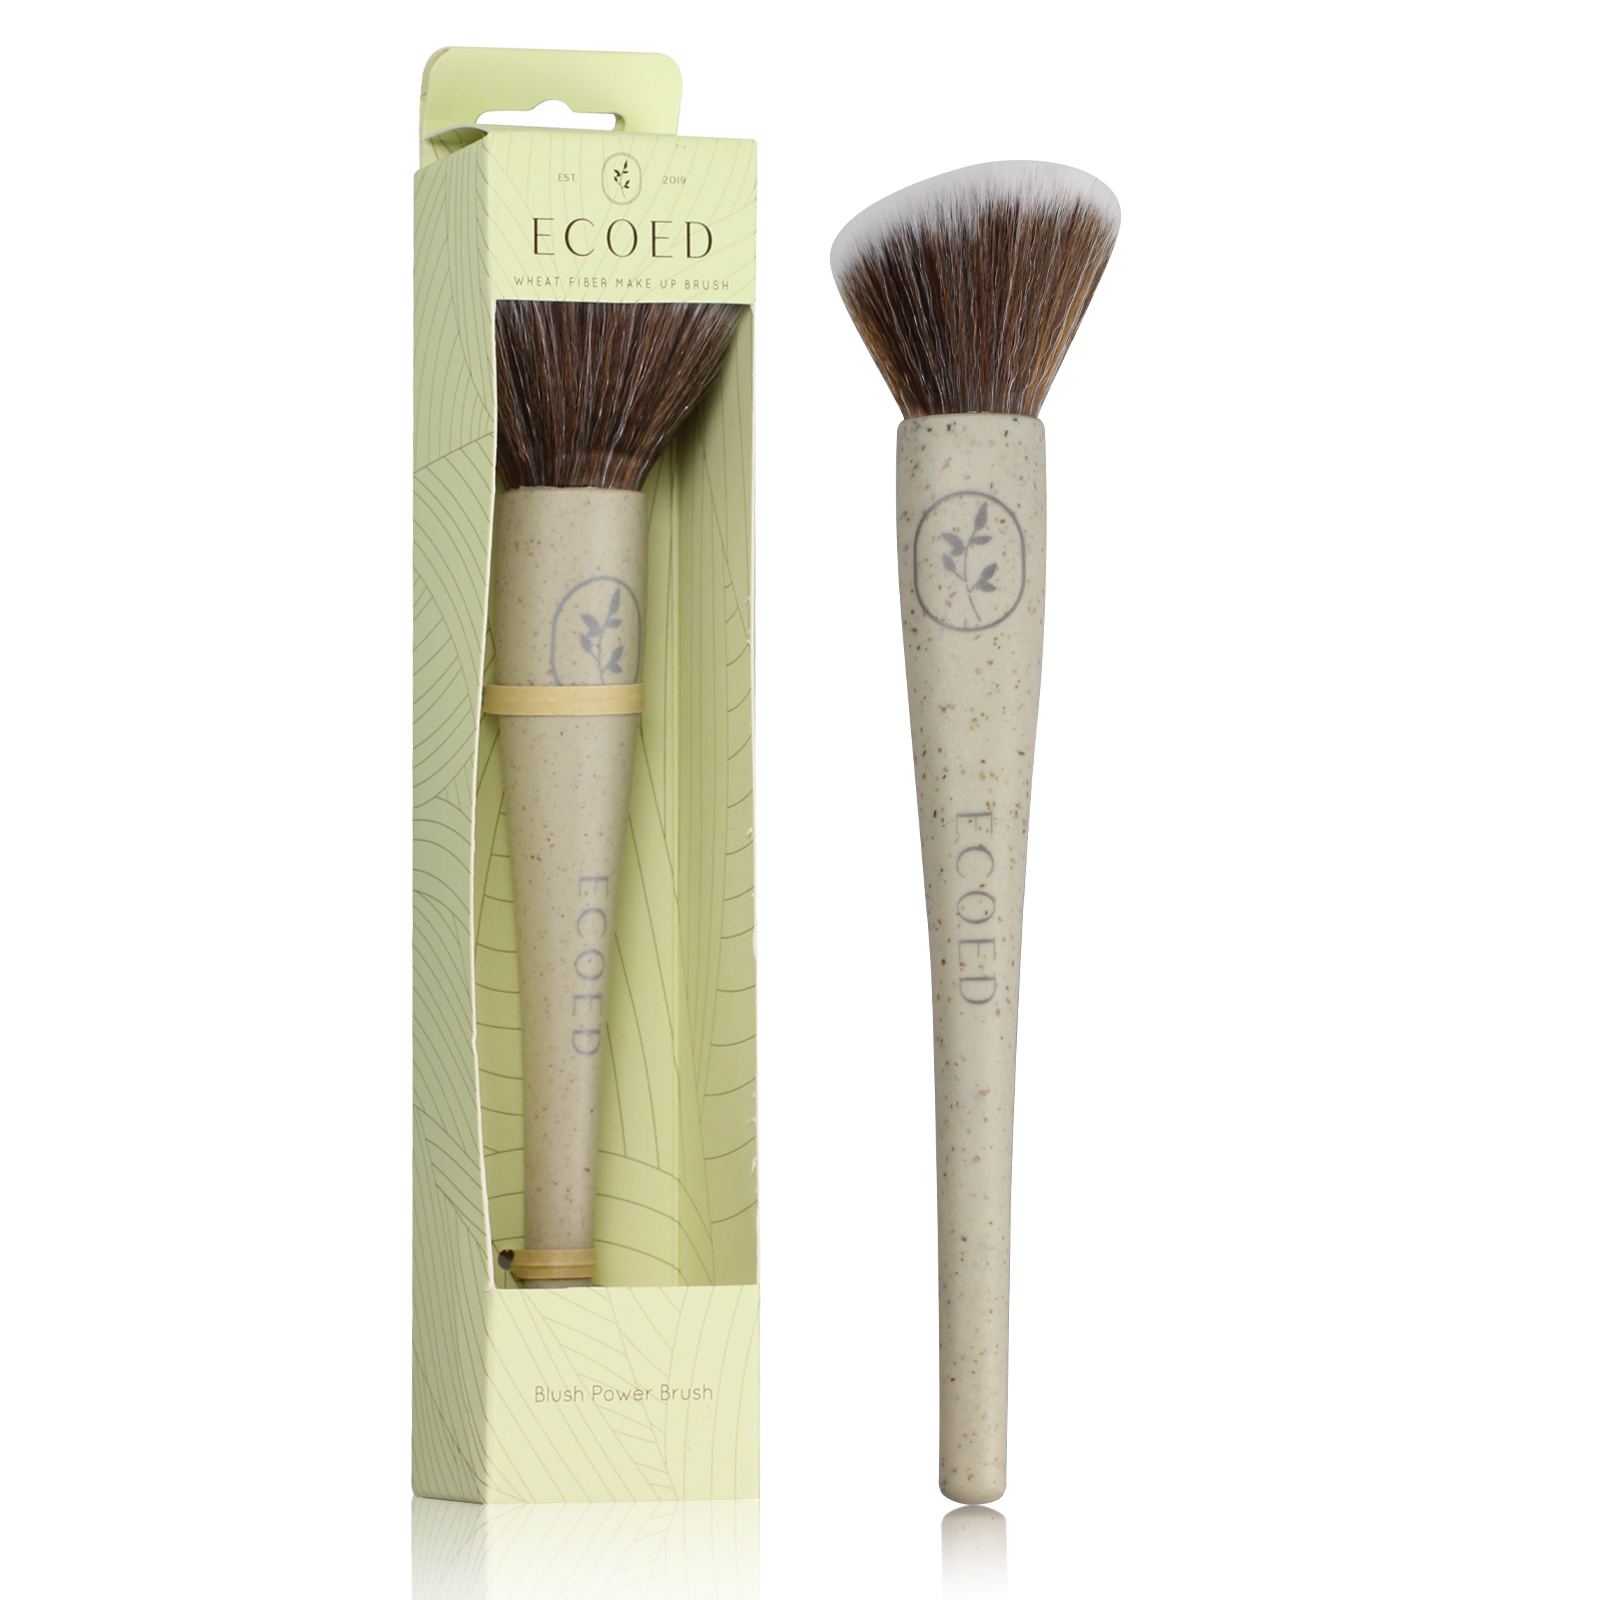 EST. 2019
ECOED
WHEAT FIBER MAKE UP BRUSH
ECOED
Blush Power Brush
ECOED